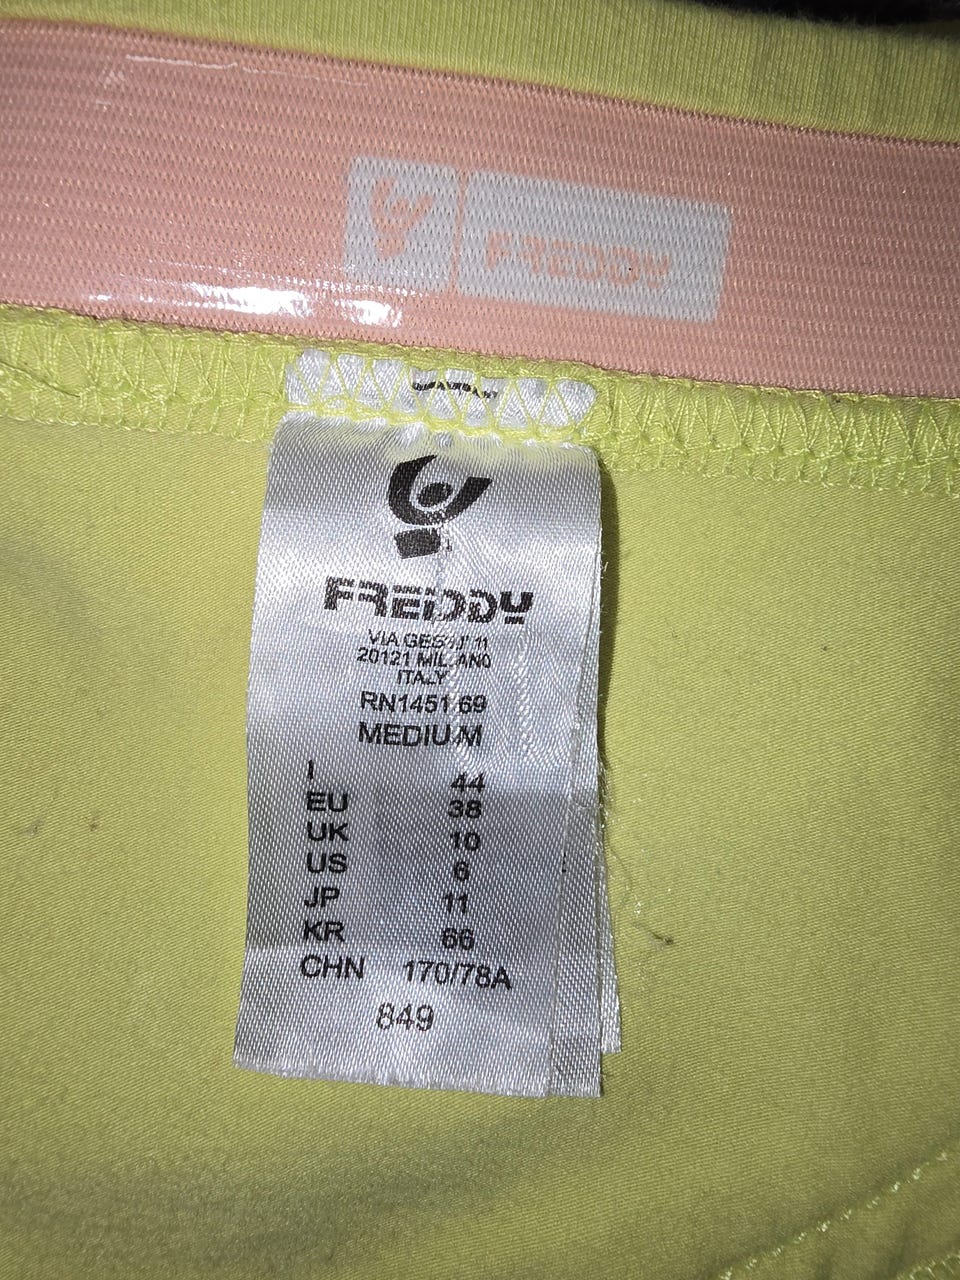 FREDDY
FREDDY
VIA GESU' 11
20121 MILANO
ITALY
RN145169
MEDIUM
I 44
EU 38
UK 10
US 6
JP 11
KR 66
CHN 170/78A
849